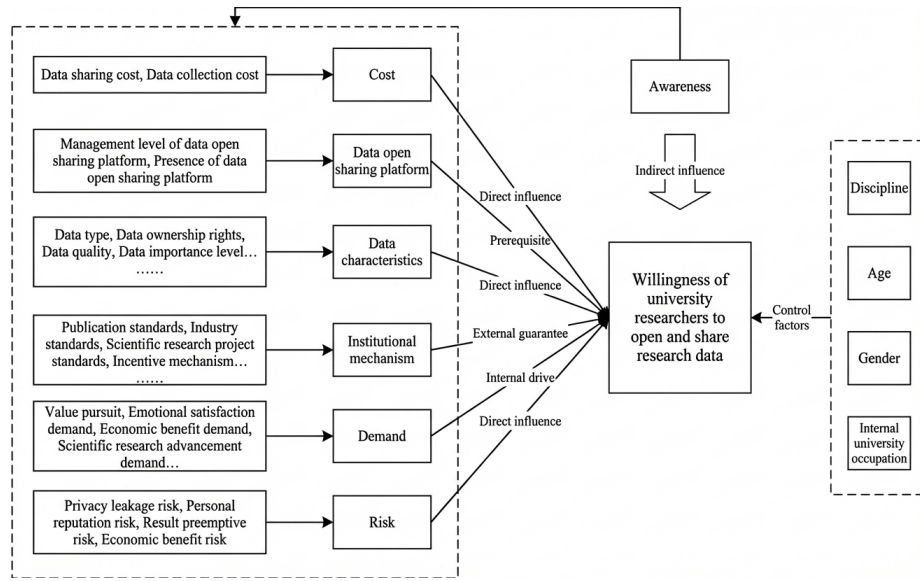 Data sharing cost, Data collection cost
Cost
Awareness
Management level of data open
sharing platform, Presence of data
open sharing platform
Data open
sharing platform
Indirect influence
Discipline
Direct influence
Data type, Data ownership rights,
Data quality, Data importance level…
……
Data
characteristics
Prerequisite
Direct influence
Willingness of
university
researchers to
open and share
research data
Age
Control
factors
Publication standards, Industry
standards, Scientific research project
standards, Incentive mechanism…
……
Institutional
mechanism
External guarantee
Gender
Internal drive
Value pursuit, Emotional satisfaction
demand, Economic benefit demand,
Scientific research advancement
demand…
Demand
Direct influence
Internal
university
occupation
Privacy leakage risk, Personal
reputation risk, Result preemptive
risk, Economic benefit risk
Risk